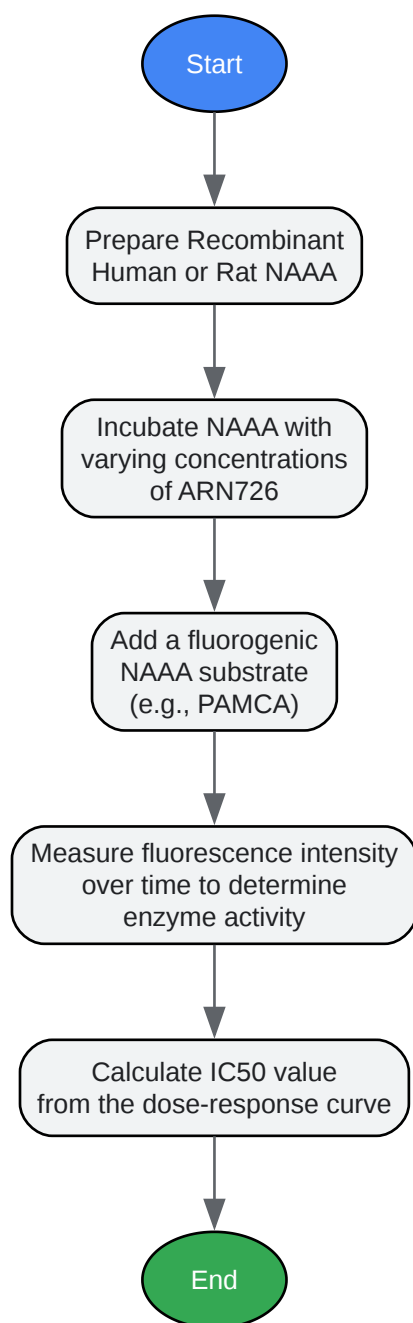 Start
Prepare Recombinant
Human or Rat NAAA
Incubate NAAA with
varying concentrations
of ARN726
Add a fluorogenic
NAAA substrate
(e.g., PAMCA)
Measure fluorescence intensity
over time to determine
enzyme activity
Calculate IC50 value
from the dose-response curve
End